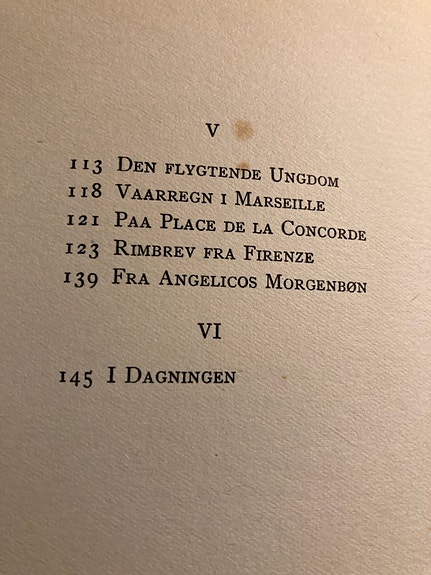 V
113 Den flygtende Ungdom
118 Vaarregn i Marseille
121 Paa Place de la Concorde
123 Rimbrev fra Firenze
139 Fra Angelicos Morgenbøn
VI
145 I Dagningen